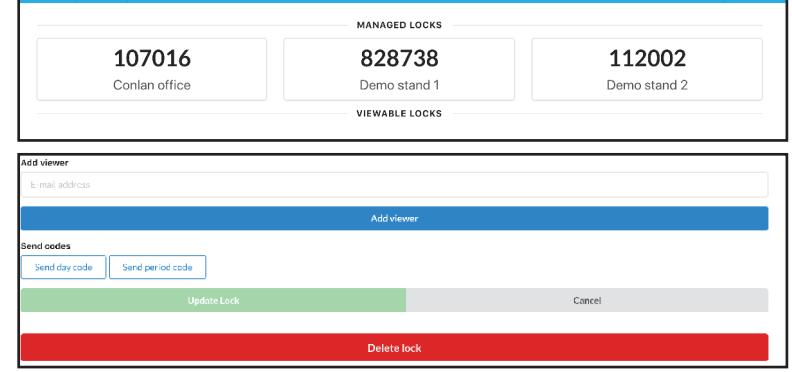 MANAGED LOCKS
107016 828738 112002
Conlan office Demo stand 1 Demo stand 2
VIEWABLE LOCKS
Add viewer
E-mail address
Add viewer
Send codes
Send day code Send period code
Update Lock Cancel
Delete lock